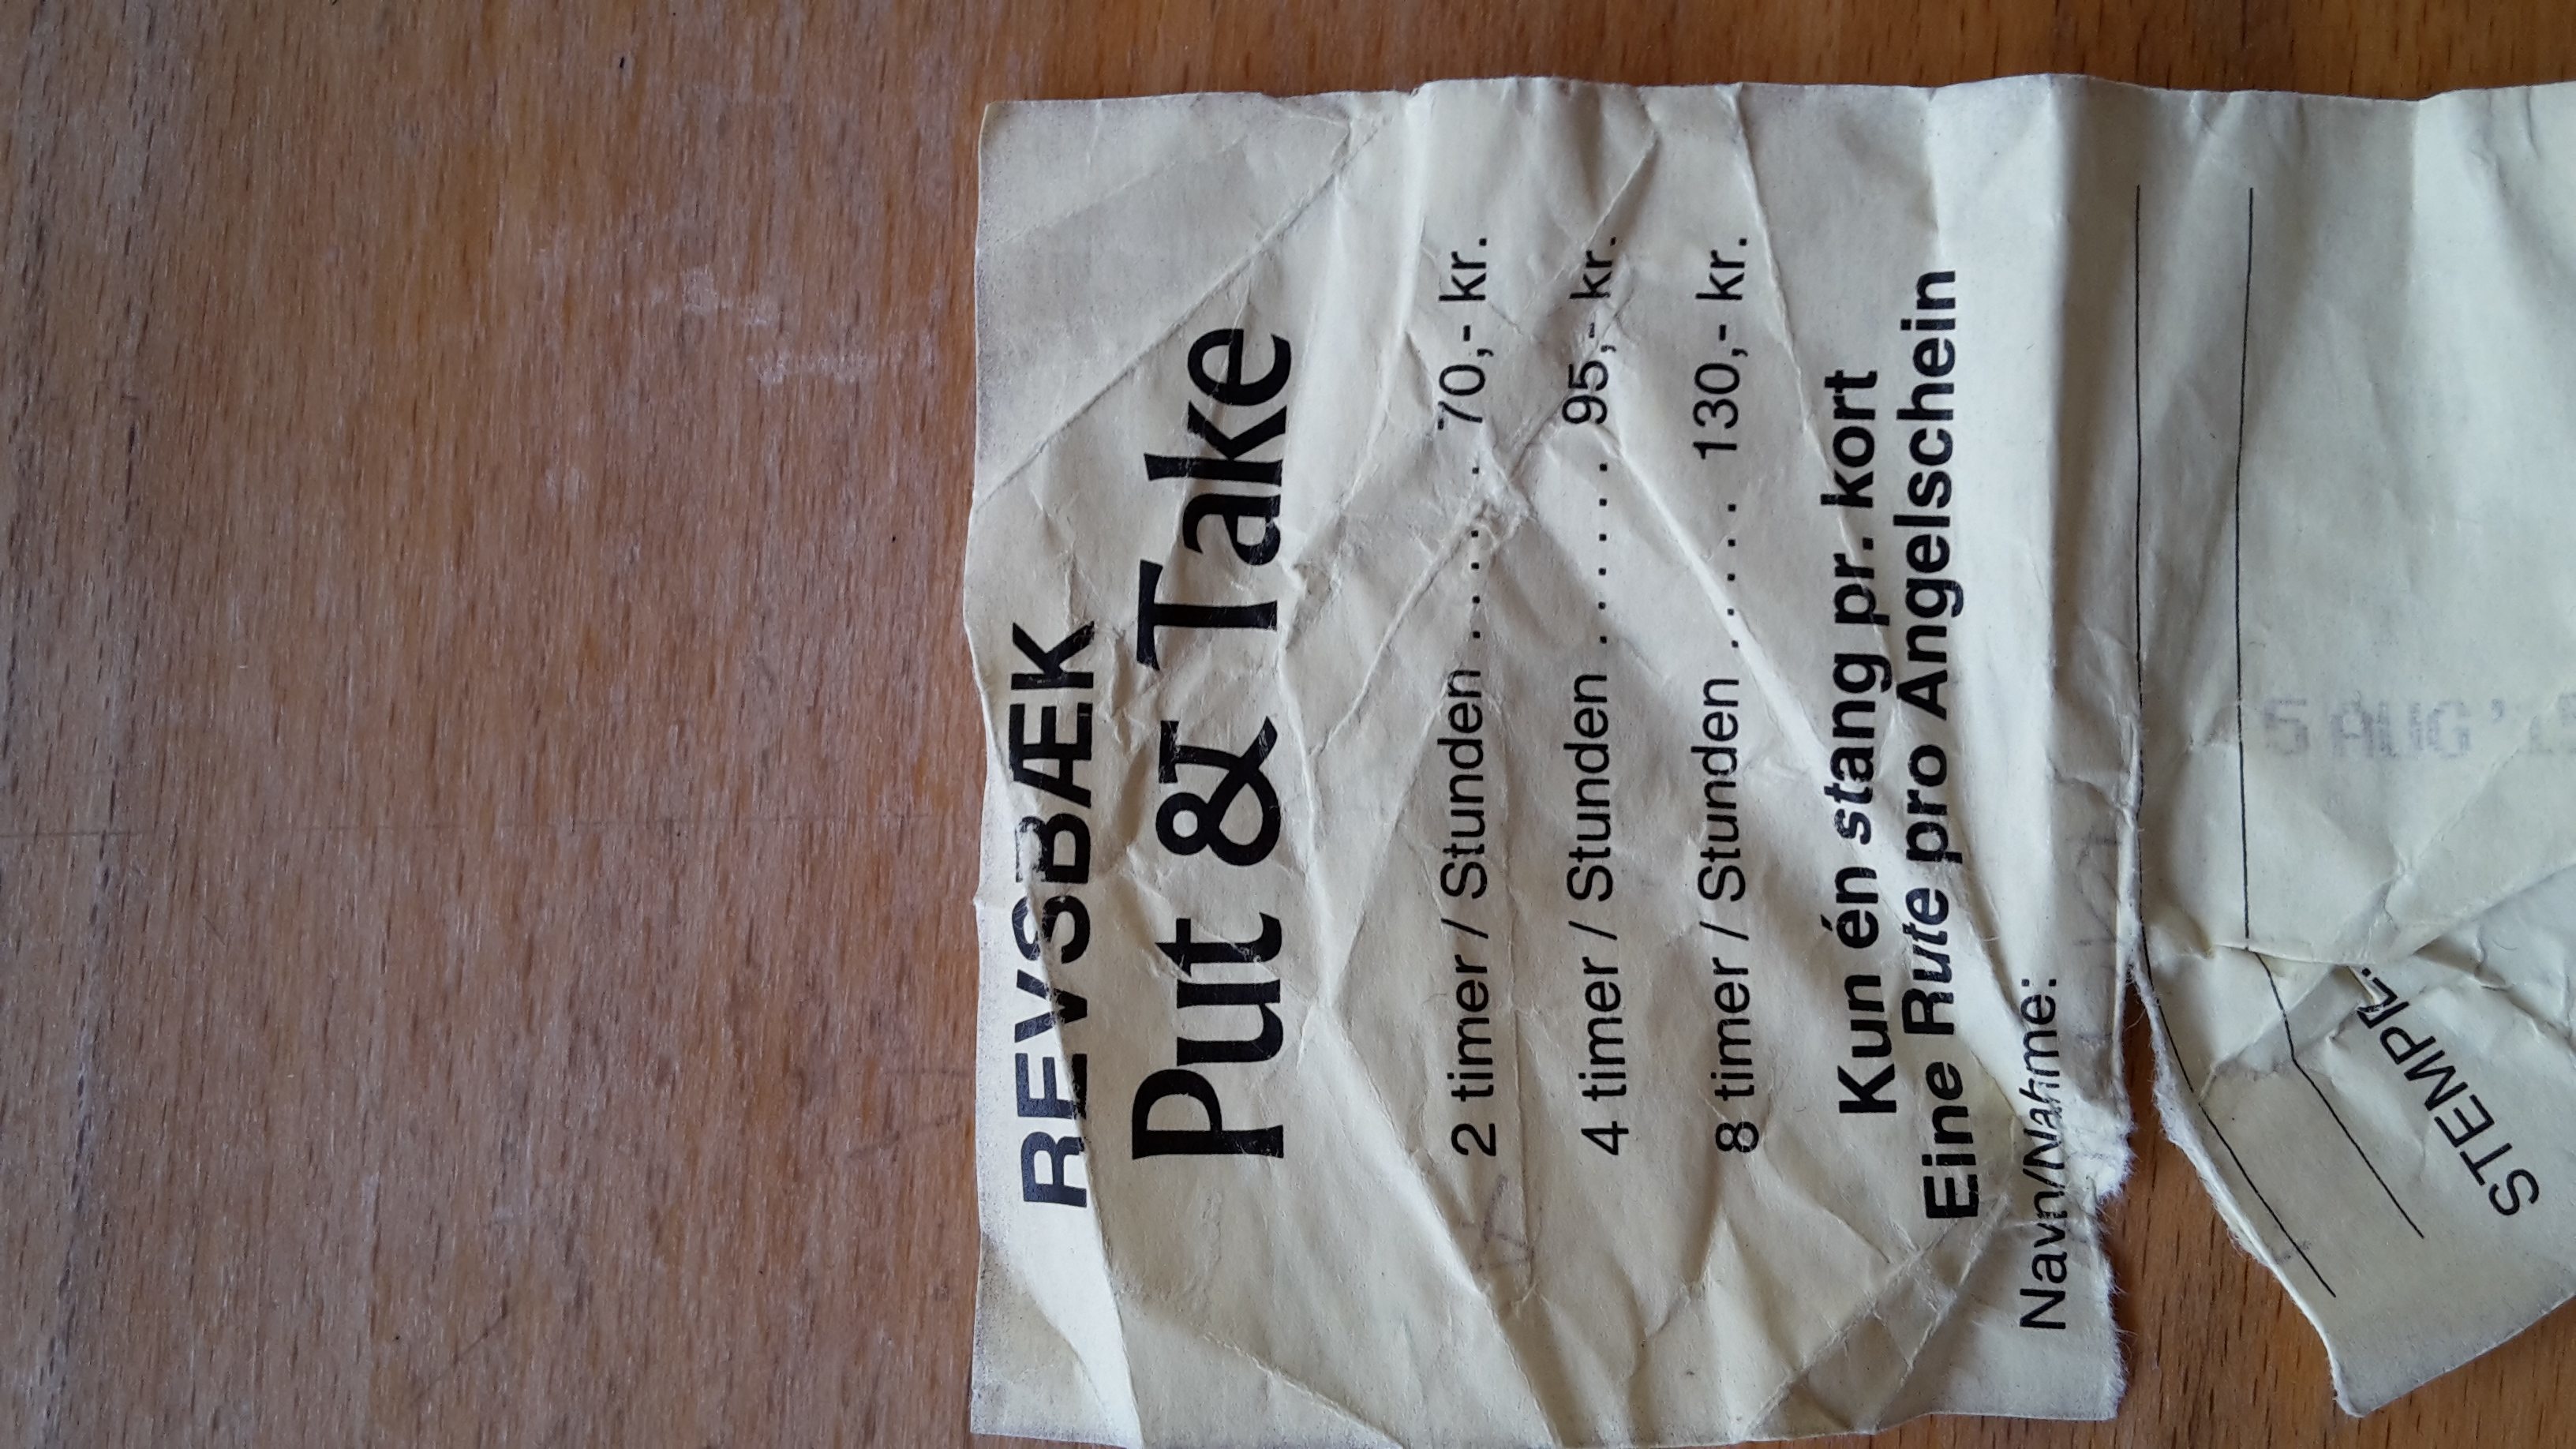 REVSBÆK
Put & Take
2 timer / Stunden ...... 70,- kr.
4 timer / Stunden ...... 95,- kr.
8 timer / Stunden ..... 130,- kr.
Kun én stang pr. kort
Eine Rute pro Angelschein
Navn/Nahme:
5 AUG '
STEMPEL